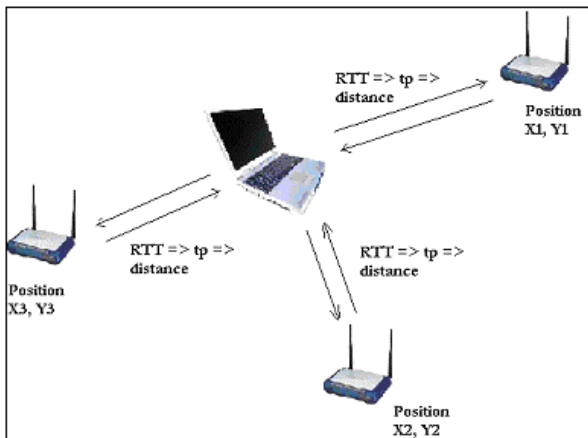 RTT => tp =>
distance
Position
X1, Y1
RTT => tp =>
distance
Position
X3, Y3
RTT => tp =>
distance
Position
X2, Y2